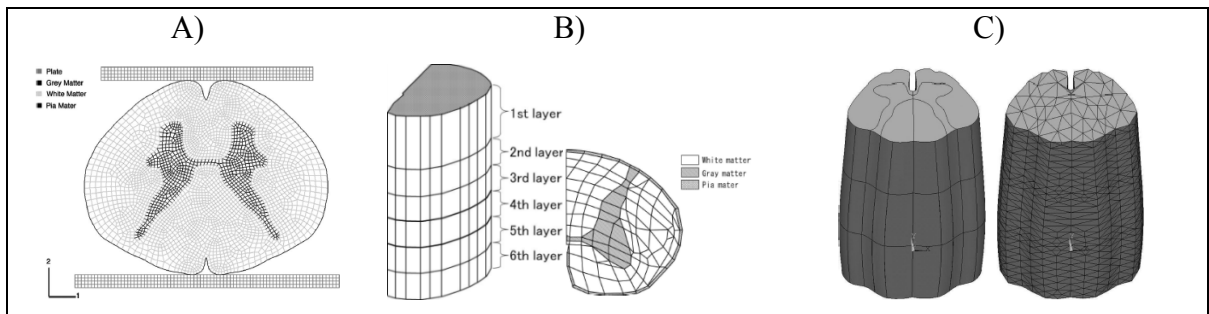 A)
Plate
Grey Matter
White Matter
Pia Mater
2
1
B)
1st layer
2nd layer
3rd layer
4th layer
5th layer
6th layer
White matter
Gray matter
Pia mater
C)